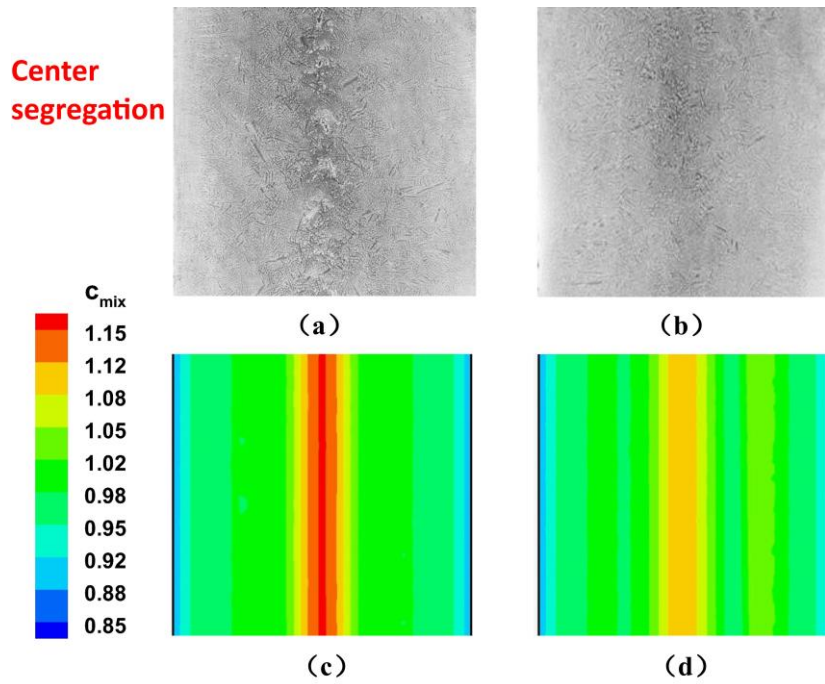 Center
segregation
(a)
(b)
c_mix
1.15
1.12
1.08
1.05
1.02
0.98
0.95
0.92
0.88
0.85
(c)
(d)